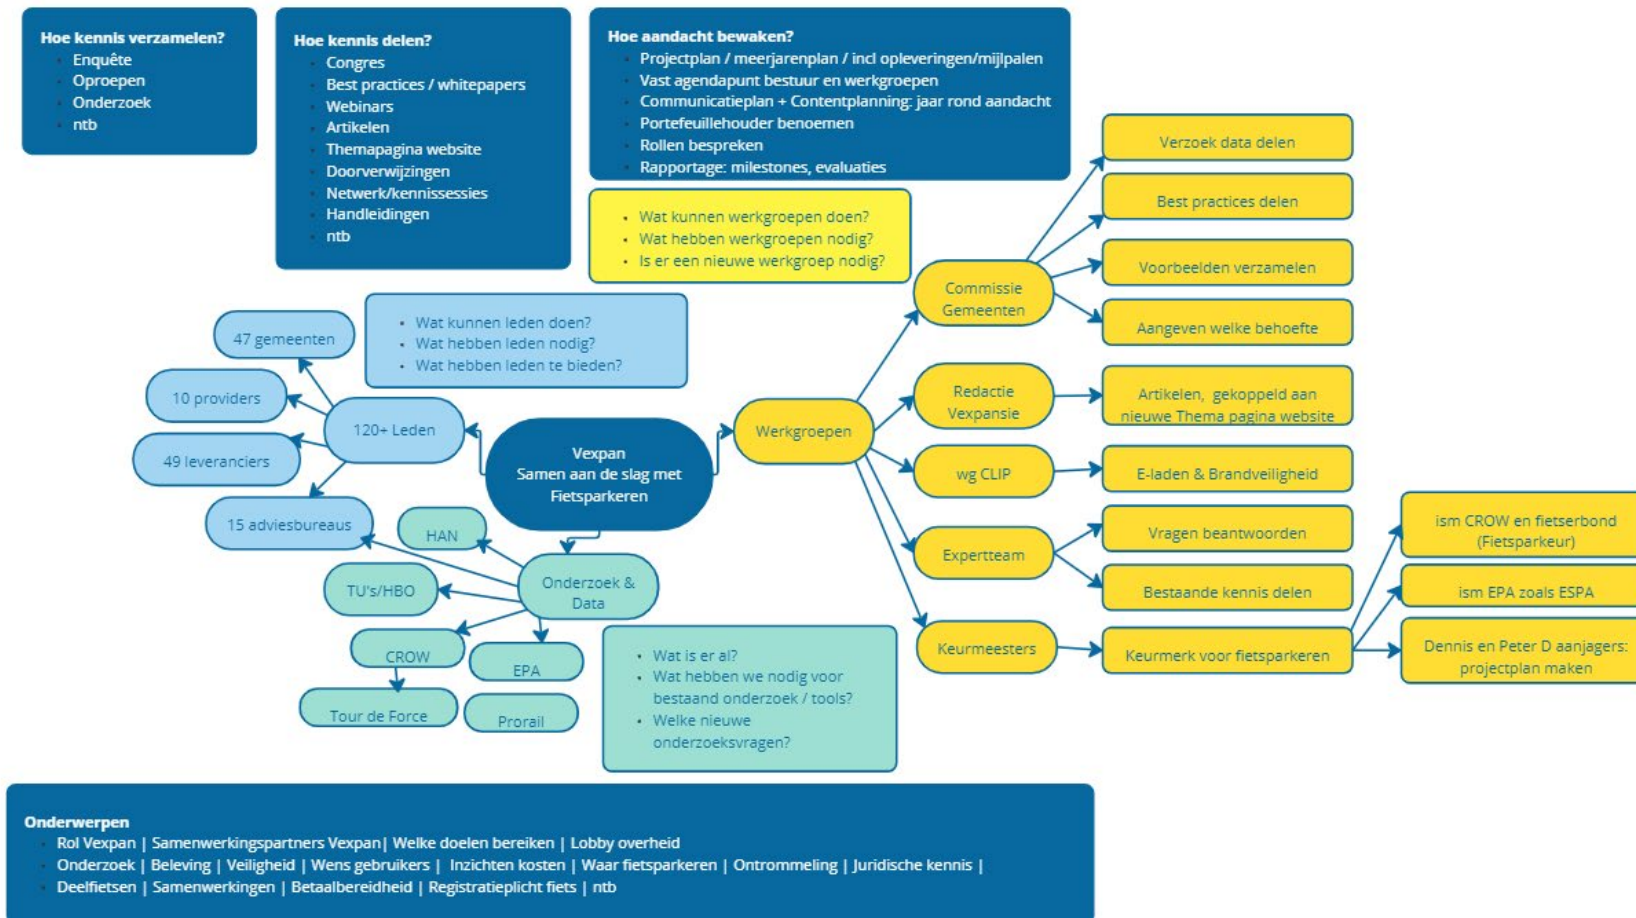 Hoe kennis verzamelen?
Enquête
Oproepen
Onderzoek
ntb
Hoe kennis delen?
Congres
Best practices / whitepapers
Webinars
Artikelen
Themapagina website
Doorverwijzingen
Netwerk/kennissessies
Handleidingen
ntb
Hoe aandacht bewaken?
Projectplan / meerjarenplan / incl opleveringen/mijlpalen
Vast agendapunt bestuur en werkgroepen
Communicatieplan + Contentplanning: jaar rond aandacht
Portefeuillehouder benoemen
Rollen bespreken
Rapportage: milestones, evaluaties
Wat kunnen werkgroepen doen?
Wat hebben werkgroepen nodig?
Is er een nieuwe werkgroep nodig?
Wat kunnen leden doen?
Wat hebben leden nodig?
Wat hebben leden te bieden?
47 gemeenten
10 providers
49 leveranciers
15 adviesbureaus
120+ Leden
Vexpan
Samen aan de slag met
Fietsparkeren
Werkgroepen
Commissie
Gemeenten
Verzoek data delen
Best practices delen
Voorbeelden verzamelen
Aangeven welke behoefte
Redactie
Vexpansie
Artikelen, gekoppeld aan
nieuwe Thema pagina website
wg CLIP
E-laden & Brandveiligheid
Expertteam
Vragen beantwoorden
Bestaande kennis delen
Keurmeesters
Keurmerk voor fietsparkeren
ism CROW en fietserbond
(Fietsparkeur)
ism EPA zoals ESPA
Dennis en Peter D aanjagers:
projectplan maken
HAN
Onderzoek &
Data
TU's/HBO
CROW
EPA
Tour de Force
Prorail
Wat is er al?
Wat hebben we nodig voor
bestaand onderzoek / tools?
Welke nieuwe
onderzoeksvragen?
Onderwerpen
Rol Vexpan | Samenwerkingspartners Vexpan| Welke doelen bereiken | Lobby overheid
Onderzoek | Beleving | Veiligheid | Wens gebruikers | Inzichten kosten | Waar fietsparkeren | Ontrommeling | Juridische kennis |
Deelfietsen | Samenwerkingen | Betaalbereidheid | Registratieplicht fiets | ntb